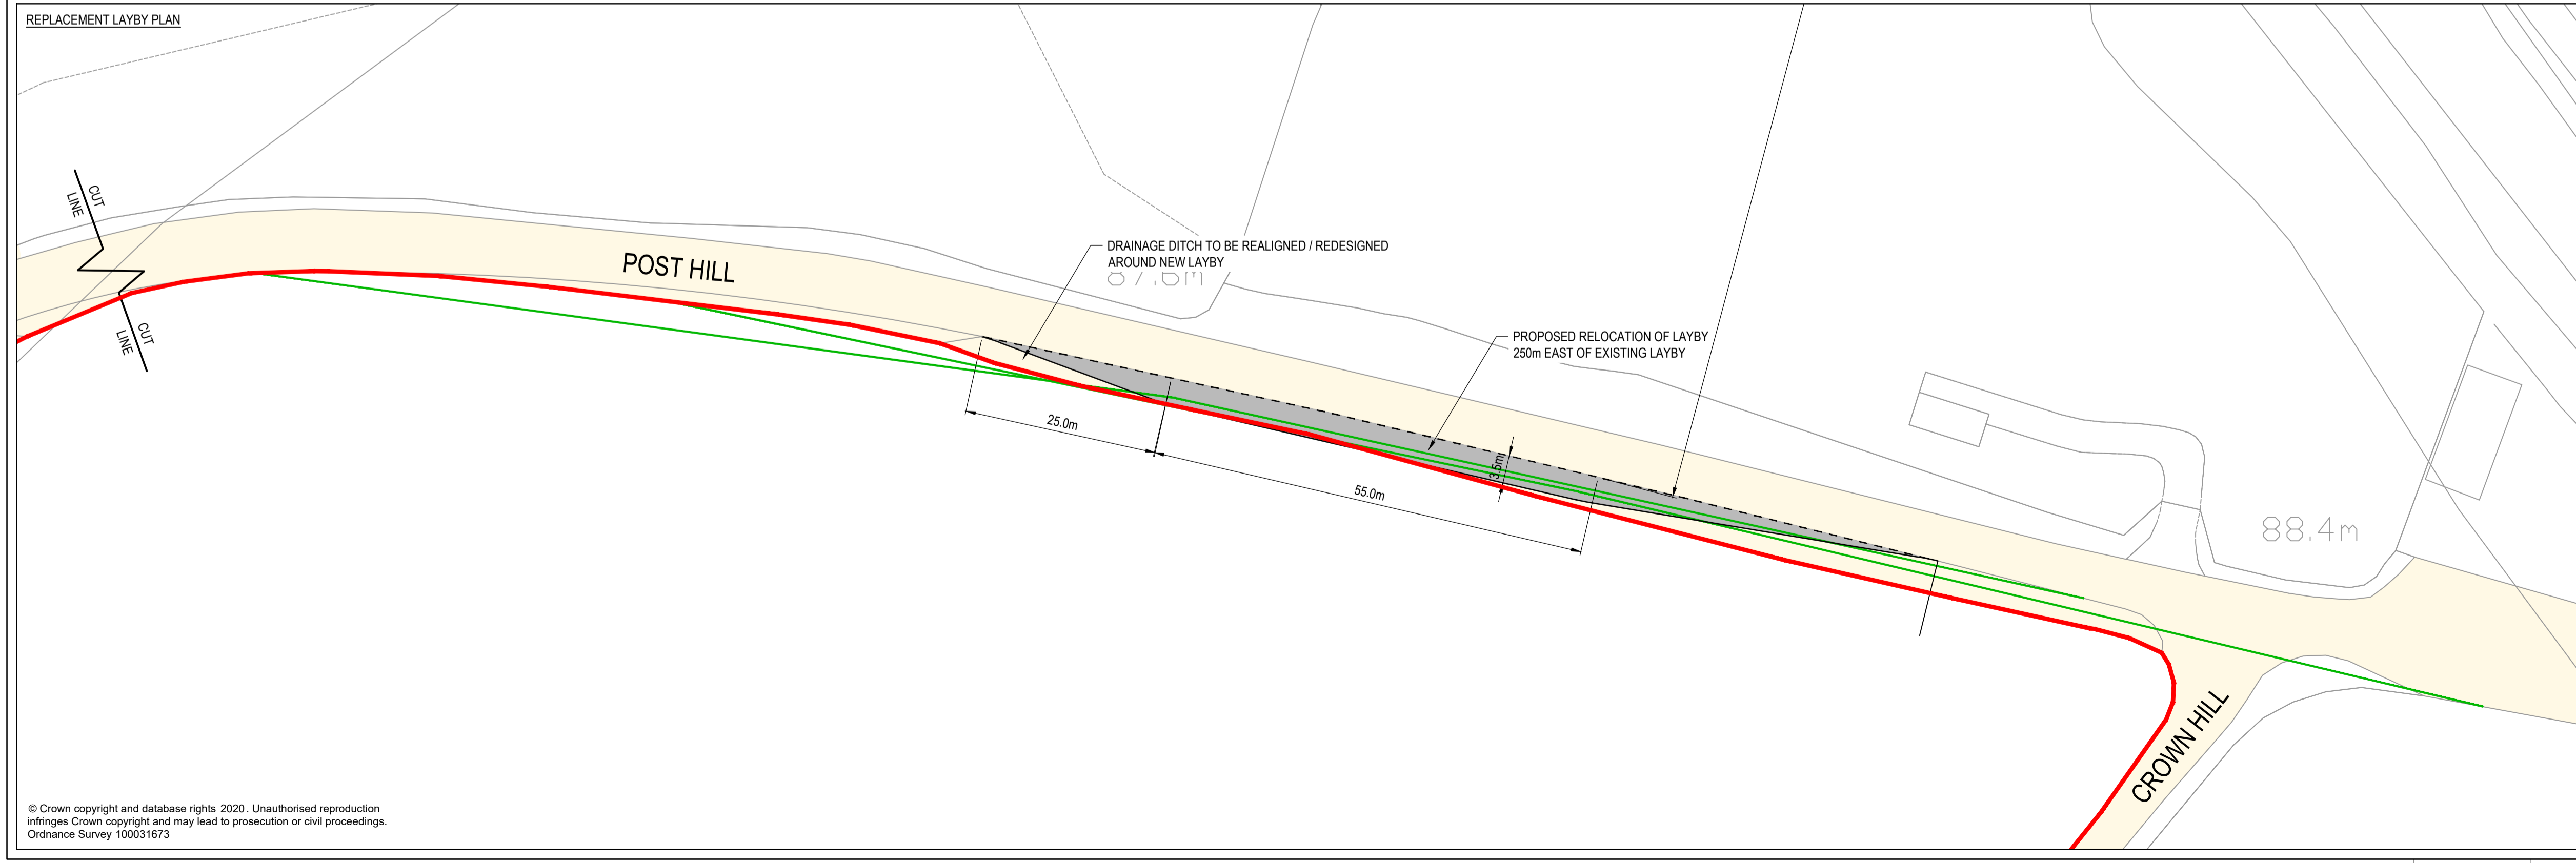 REPLACEMENT LAYBY PLAN
CUT
LINE
POST HILL
DRAINAGE DITCH TO BE REALIGNED / REDESIGNED
AROUND NEW LAYBY
87.6m
PROPOSED RELOCATION OF LAYBY
250m EAST OF EXISTING LAYBY
CUT
LINE
25.0m
3.5m
55.0m
88.4m
CROWN HILL
© Crown copyright and database rights 2020. Unauthorised reproduction
infringes Crown copyright and may lead to prosecution or civil proceedings.
Ordnance Survey 100031673